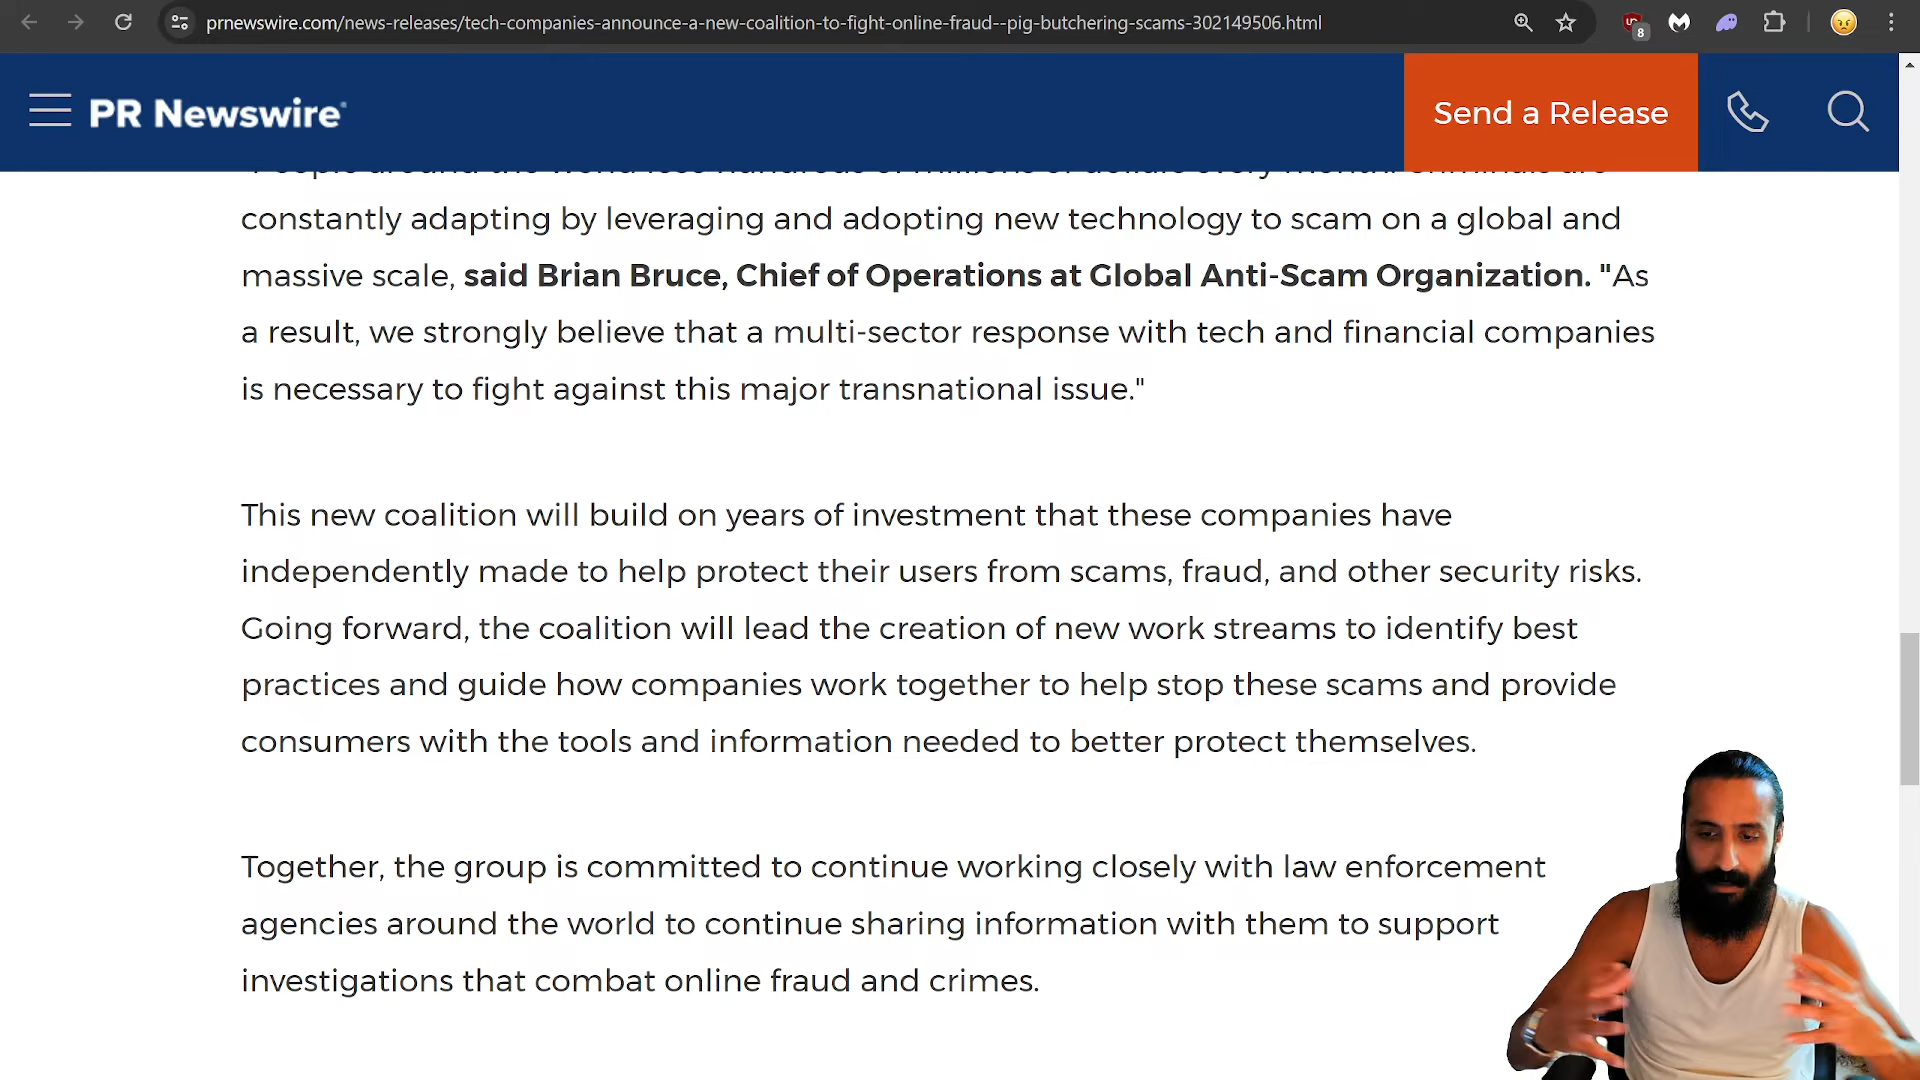 prnewswire.com/news-releases/tech-companies-announce-a-new-coalition-to-fight-online-fraud--pig-butchering-scams-302149506.html
8
PR Newswire
Send a Release
constantly adapting by leveraging and adopting new technology to scam on a global and
massive scale, said Brian Bruce, Chief of Operations at Global Anti-Scam Organization. "As
a result, we strongly believe that a multi-sector response with tech and financial companies
is necessary to fight against this major transnational issue."
This new coalition will build on years of investment that these companies have
independently made to help protect their users from scams, fraud, and other security risks.
Going forward, the coalition will lead the creation of new work streams to identify best
practices and guide how companies work together to help stop these scams and provide
consumers with the tools and information needed to better protect themselves.
Together, the group is committed to continue working closely with law enforcement
agencies around the world to continue sharing information with them to support
investigations that combat online fraud and crimes.